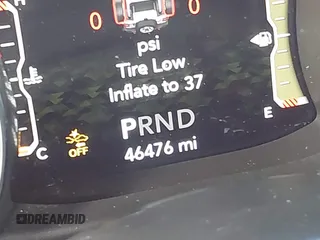 0 0
psi
Tire Low
Inflate to 37
PRND
OFF
46476 mi
C
E
DREAMBID